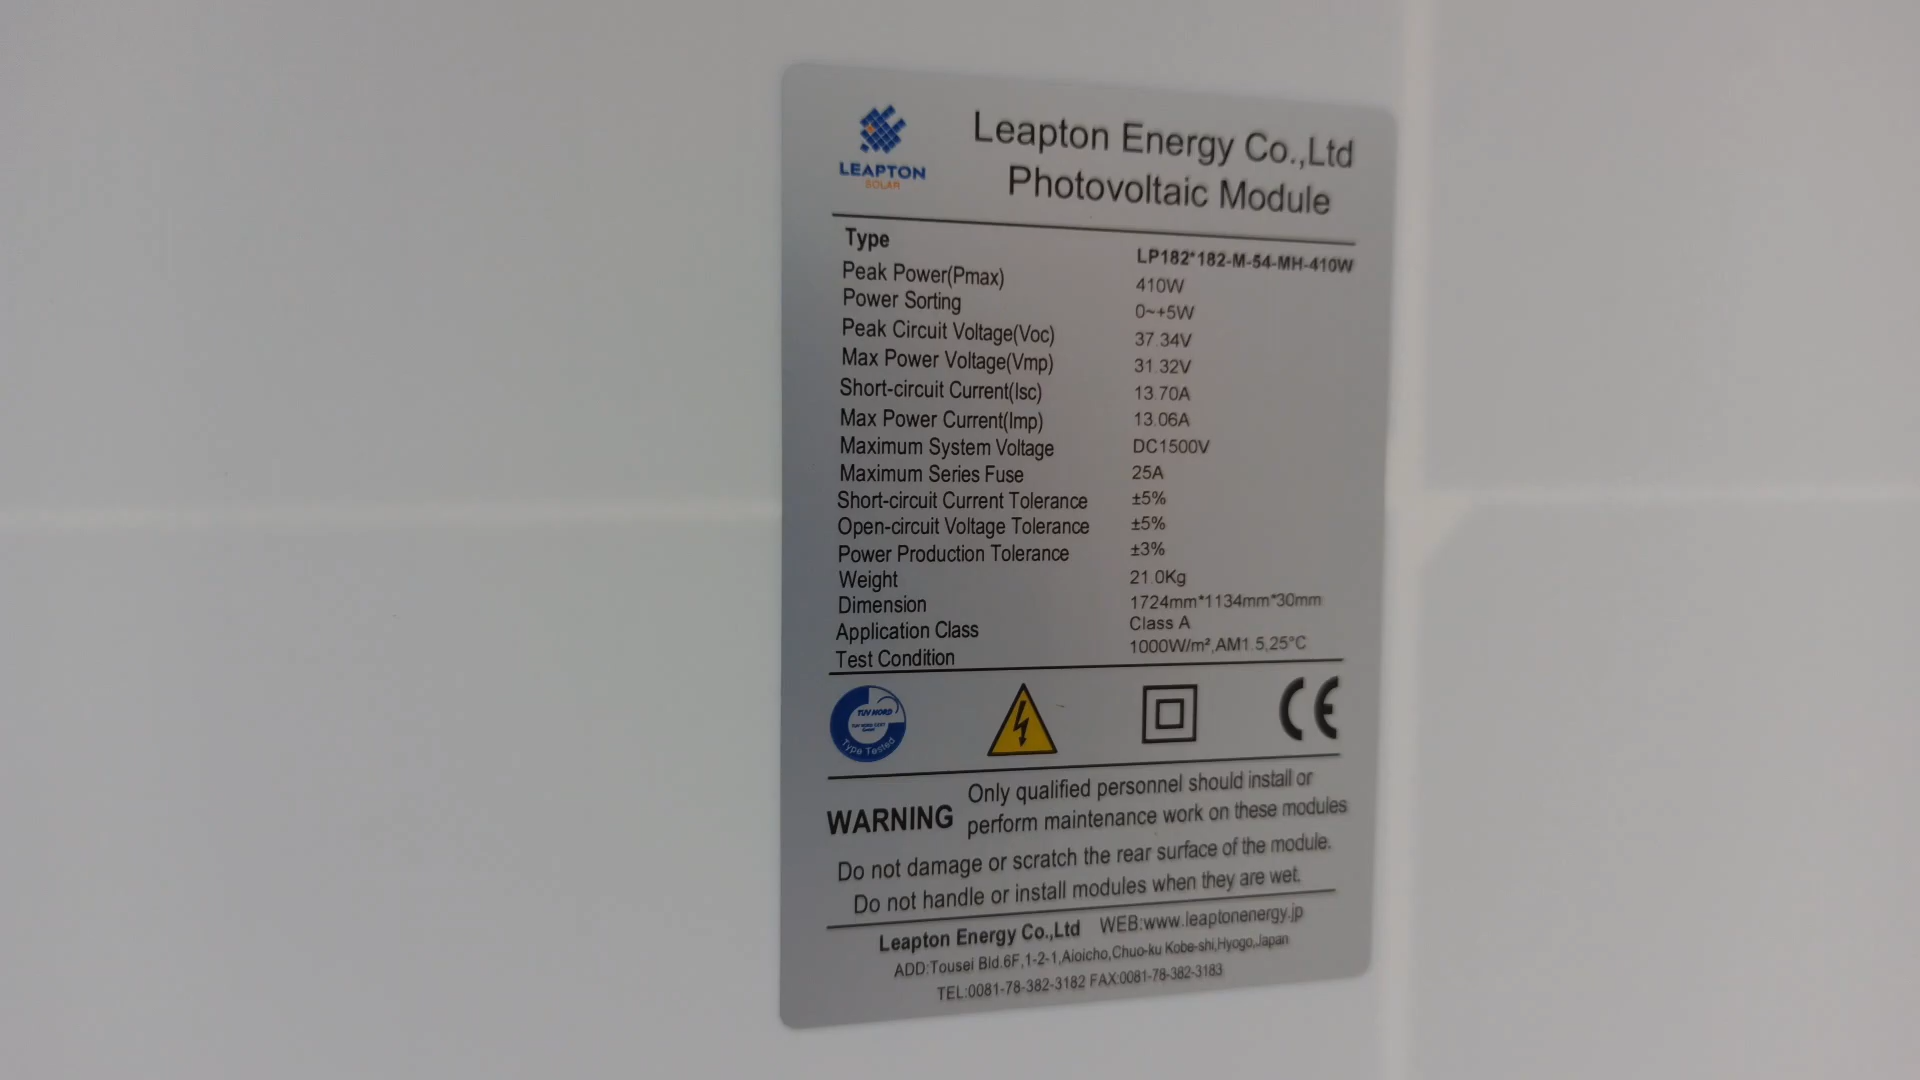 LEAPTON
SOLAR
Leapton Energy Co.,Ltd
Photovoltaic Module
Type LP182*182-M-54-MH-410W
Peak Power(Pmax) 410W
Power Sorting 0~+5W
Peak Circuit Voltage(Voc) 37.34V
Max Power Voltage(Vmp) 31.32V
Short-circuit Current(Isc) 13.70A
Max Power Current(Imp) 13.06A
Maximum System Voltage DC1500V
Maximum Series Fuse 25A
Short-circuit Current Tolerance ±5%
Open-circuit Voltage Tolerance ±5%
Power Production Tolerance ±3%
Weight 21.0Kg
Dimension 1724mm*1134mm*30mm
Application Class Class A
Test Condition 1000W/m²,AM1.5,25°C
TUV NORD
TUV NORD CERT
GmbH
Type Tested
CE
WARNING Only qualified personnel should install or
perform maintenance work on these modules
Do not damage or scratch the rear surface of the module.
Do not handle or install modules when they are wet.
Leapton Energy Co.,Ltd WEB:www.leaptonenergy.jp
ADD:Tousei Bld.6F,1-2-1,Aioicho,Chuo-ku Kobe-shi,Hyogo,Japan
TEL:0081-78-382-3182 FAX:0081-78-382-3183